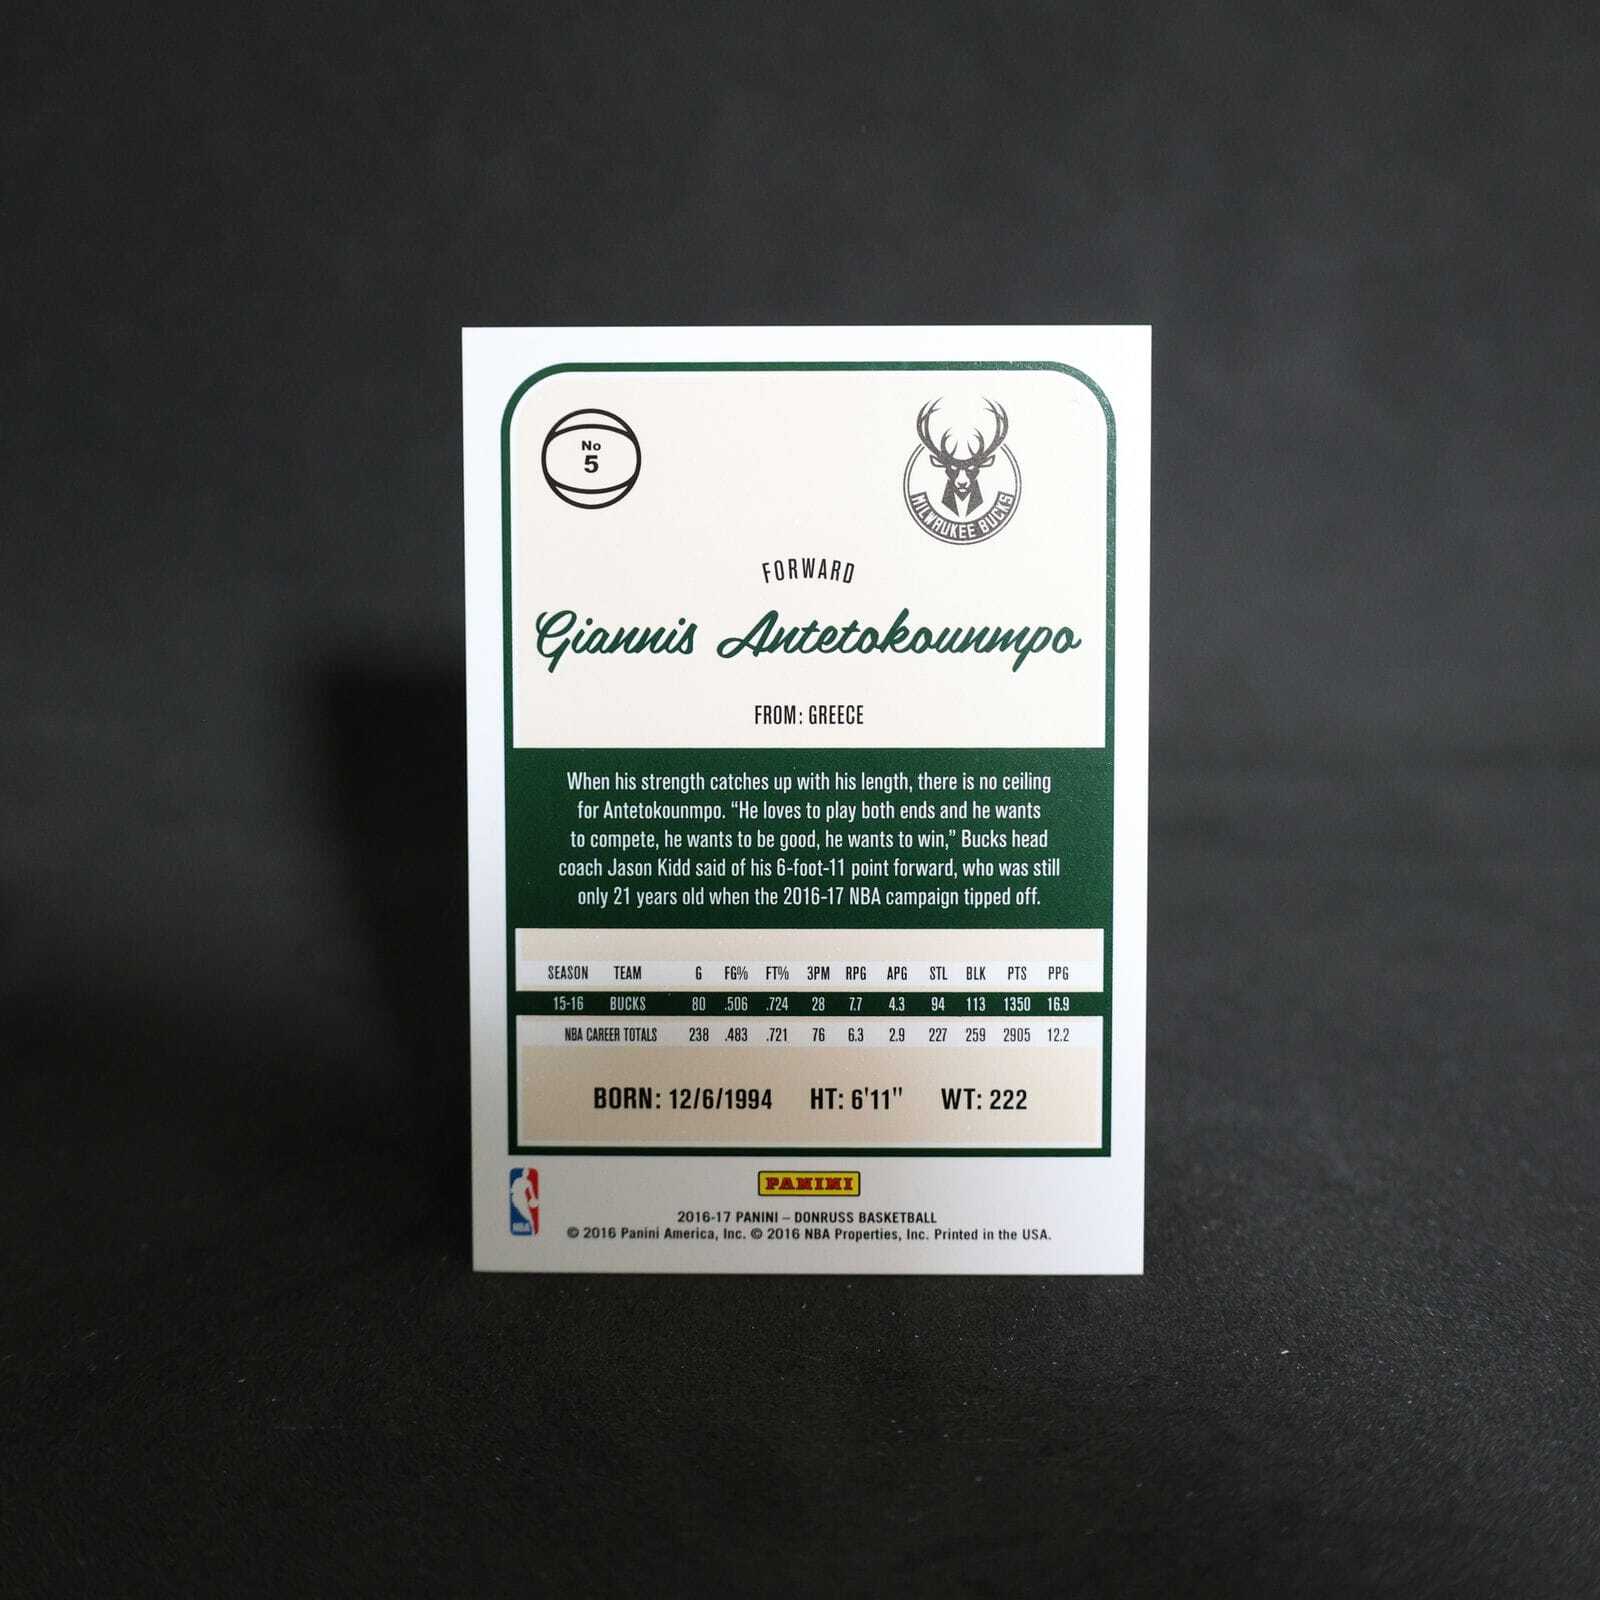 No
5
MILWAUKEE BUCKS
FORWARD
Giannis Antetokounmpo
FROM: GREECE
When his strength catches up with his length, there is no ceiling
for Antetokounmpo. “He loves to play both ends and he wants
to compete, he wants to be good, he wants to win,” Bucks head
coach Jason Kidd said of his 6-foot-11 point forward, who was still
only 21 years old when the 2016-17 NBA campaign tipped off.
SEASON TEAM G FG% FT% 3PM RPG APG STL BLK PTS PPG
15-16 BUCKS 80 .506 .724 28 7.7 4.3 94 113 1350 16.9
NBA CAREER TOTALS 238 .483 .721 76 6.3 2.9 227 259 2905 12.2
BORN: 12/6/1994 HT: 6'11" WT: 222
NBA
PANINI
2016-17 PANINI – DONRUSS BASKETBALL
© 2016 Panini America, Inc. © 2016 NBA Properties, Inc. Printed in the USA.